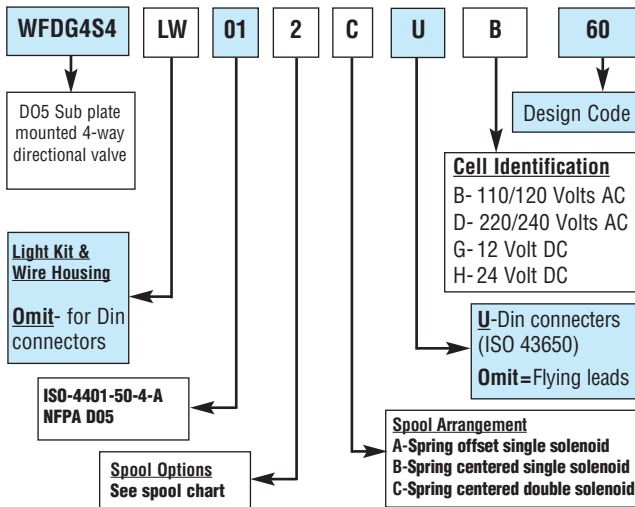 WFDG4S4 LW 01 2 C U B 60
D05 Sub plate
mounted 4-way
directional valve
Design Code
Cell Identification
B- 110/120 Volts AC
D- 220/240 Volts AC
G- 12 Volt DC
H- 24 Volt DC
Light Kit &
Wire Housing
Omit- for Din
connectors
U-Din connecters
(ISO 43650)
Omit=Flying leads
ISO-4401-50-4-A
NFPA D05
Spool Arrangement
A-Spring offset single solenoid
B-Spring centered single solenoid
C-Spring centered double solenoid
Spool Options
See spool chart